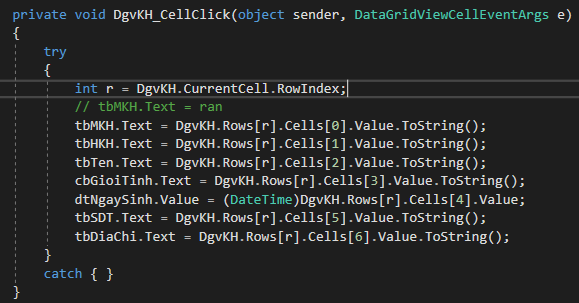 private void DgvKH_CellClick(object sender, DataGridViewCellEventArgs e)
{
try
{
int r = DgvKH.CurrentCell.RowIndex;
// tbMKH.Text = ran
tbMKH.Text = DgvKH.Rows[r].Cells[0].Value.ToString();
tbHKH.Text = DgvKH.Rows[r].Cells[1].Value.ToString();
tbTen.Text = DgvKH.Rows[r].Cells[2].Value.ToString();
cbGioiTinh.Text = DgvKH.Rows[r].Cells[3].Value.ToString();
dtNgaySinh.Value = (DateTime)DgvKH.Rows[r].Cells[4].Value;
tbSDT.Text = DgvKH.Rows[r].Cells[5].Value.ToString();
tbDiaChi.Text = DgvKH.Rows[r].Cells[6].Value.ToString();
}
catch { }
}